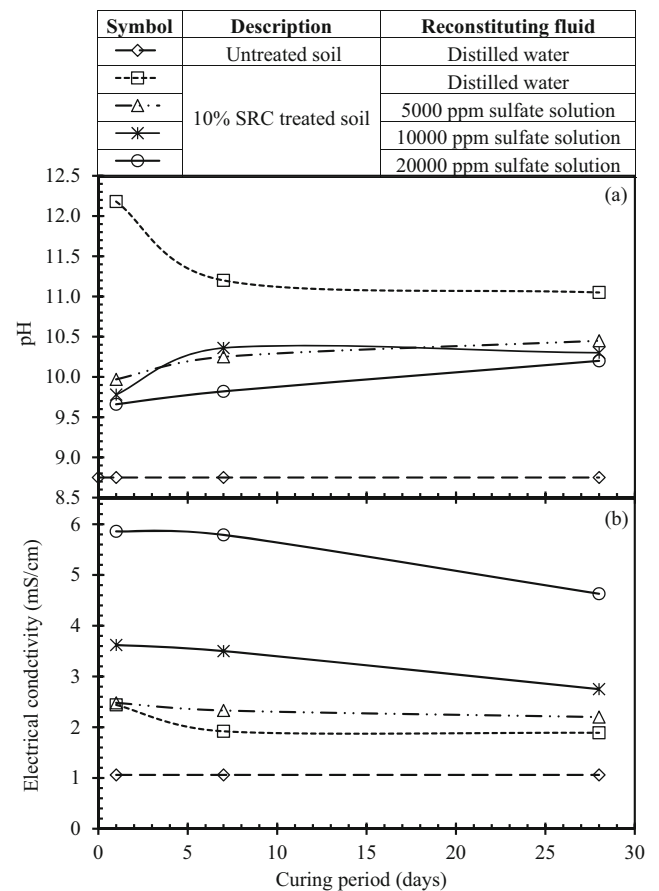 Symbol Description Reconstituting fluid
Untreated soil Distilled water
Distilled water
10% SRC treated soil
5000 ppm sulfate solution
10000 ppm sulfate solution
20000 ppm sulfate solution
(a)
12.5
12.0
11.5
11.0
10.5
10.0
9.5
9.0
8.5
pH
(b)
6
5
4
3
2
1
0
Electrical condctivity (mS/cm)
0 5 10 15 20 25 30
Curing period (days)